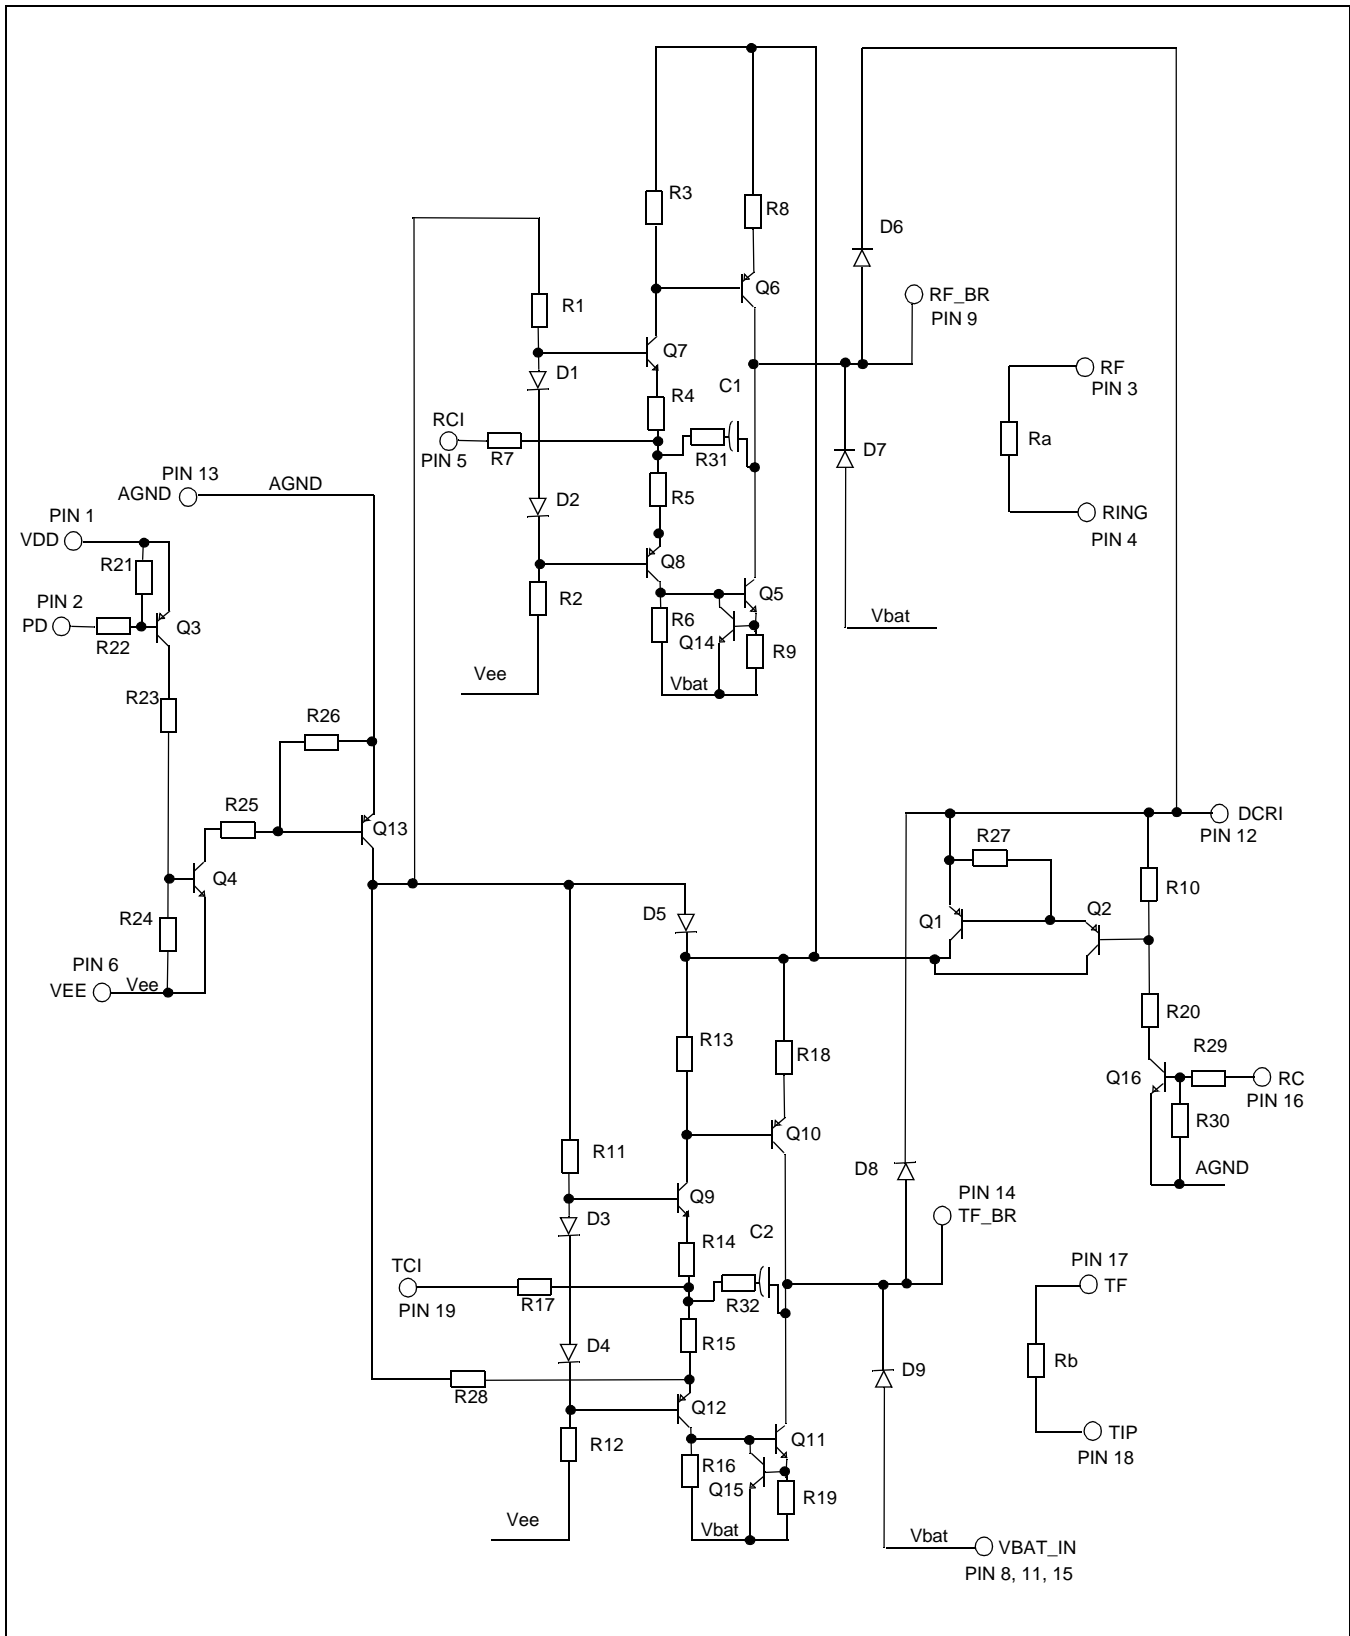 R3
R8
D6
Q6
RF_BR
PIN 9
R1
Q7
D1
C1
RF
PIN 3
R4
RCI
PIN 5
R7
R31
D7
Ra
PIN 13
AGND
AGND
R5
D2
RING
PIN 4
PIN 1
VDD
R21
Q8
Q5
PIN 2
PD
R22
Q3
R2
R6
Q14
R9
Vbat
Vee
Vbat
R23
R26
R25
Q13
DCRI
PIN 12
R27
R10
Q4
R24
D5
Q1
Q2
PIN 6
VEE
Vee
R13
R18
R20
R29
Q16
RC
PIN 16
R30
Q10
R11
D8
AGND
Q9
PIN 14
TF_BR
D3
R14
C2
TCI
PIN 19
R17
R32
PIN 17
TF
R15
D4
D9
Rb
R28
Q12
R12
Q11
TIP
PIN 18
R16
Q15
R19
Vee
Vbat
Vbat
VBAT_IN
PIN 8, 11, 15